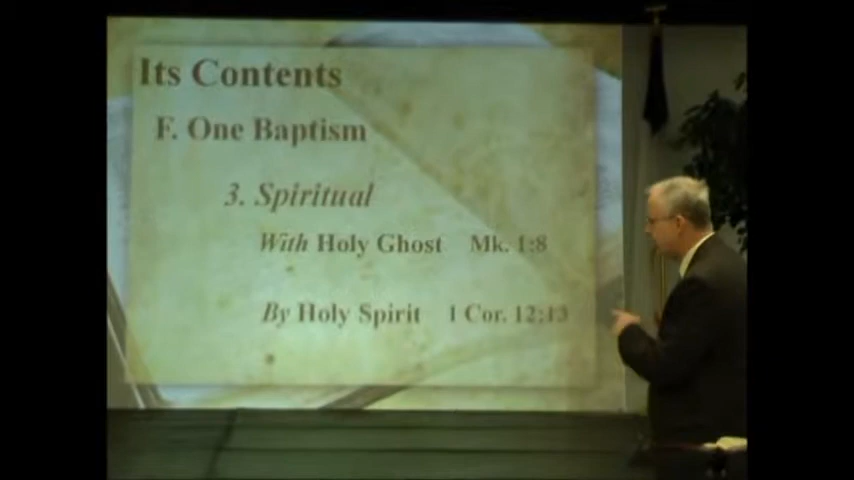 Its Contents
F. One Baptism
3. Spiritual
With Holy Ghost Mk. 1:8
By Holy Spirit 1 Cor. 12:13